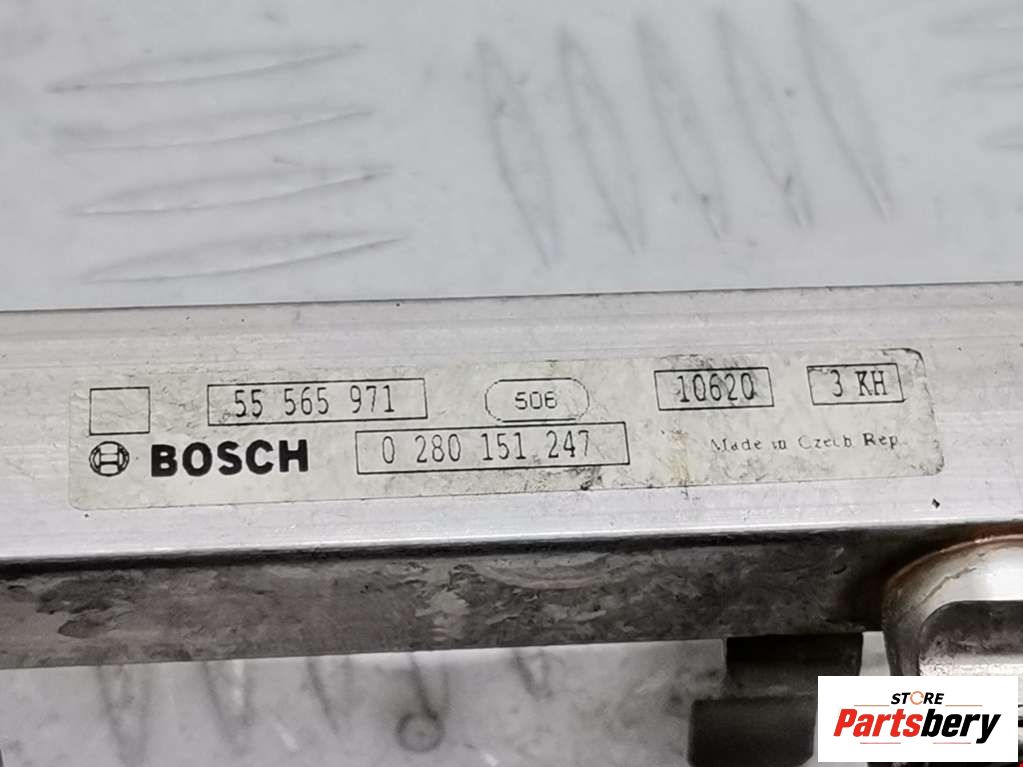 55 565 971 506 10620 3 KH
BOSCH 0 280 151 247 Made in Czech Rep.
STORE
Partsbery